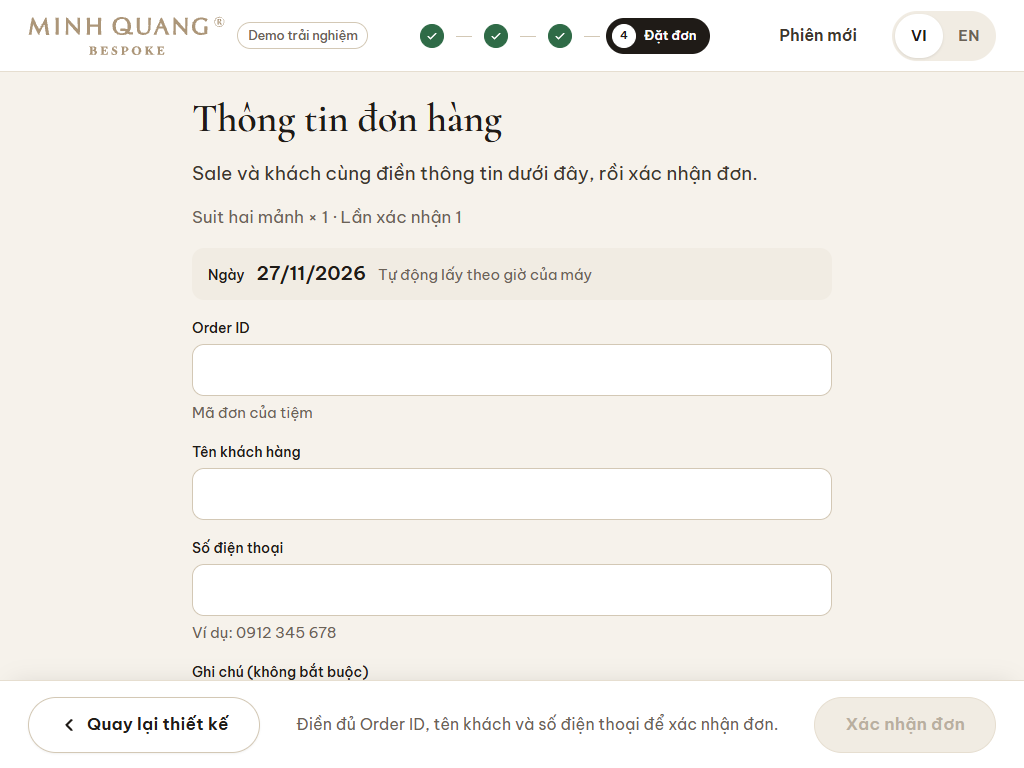 MINH QUANG®
BESPOKE
Demo trải nghiệm
4 Đặt đơn
Phiên mới
VI EN
Thông tin đơn hàng
Sale và khách cùng điền thông tin dưới đây, rồi xác nhận đơn.
Suit hai mảnh × 1 · Lần xác nhận 1
Ngày 27/11/2026 Tự động lấy theo giờ của máy
Order ID
Mã đơn của tiệm
Tên khách hàng
Số điện thoại
Ví dụ: 0912 345 678
Ghi chú (không bắt buộc)
Quay lại thiết kế
Điền đủ Order ID, tên khách và số điện thoại để xác nhận đơn.
Xác nhận đơn